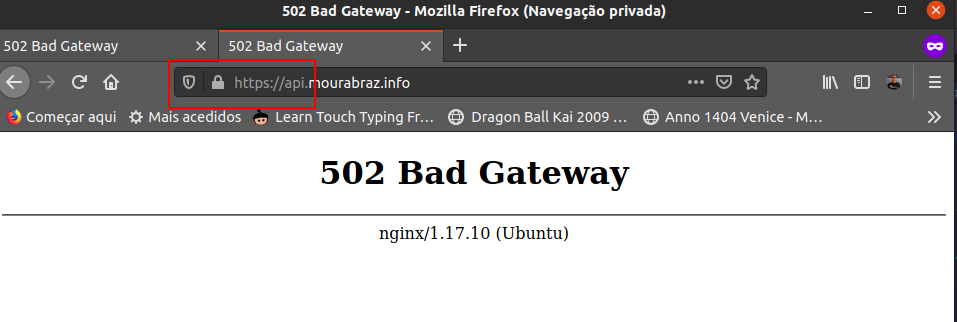 502 Bad Gateway - Mozilla Firefox (Navegação privada)
502 Bad Gateway
502 Bad Gateway
https://api.mourabraz.info
Começar aqui
Mais acedidos
Learn Touch Typing Fr...
Dragon Ball Kai 2009 ...
Anno 1404 Venice - M...
502 Bad Gateway
nginx/1.17.10 (Ubuntu)